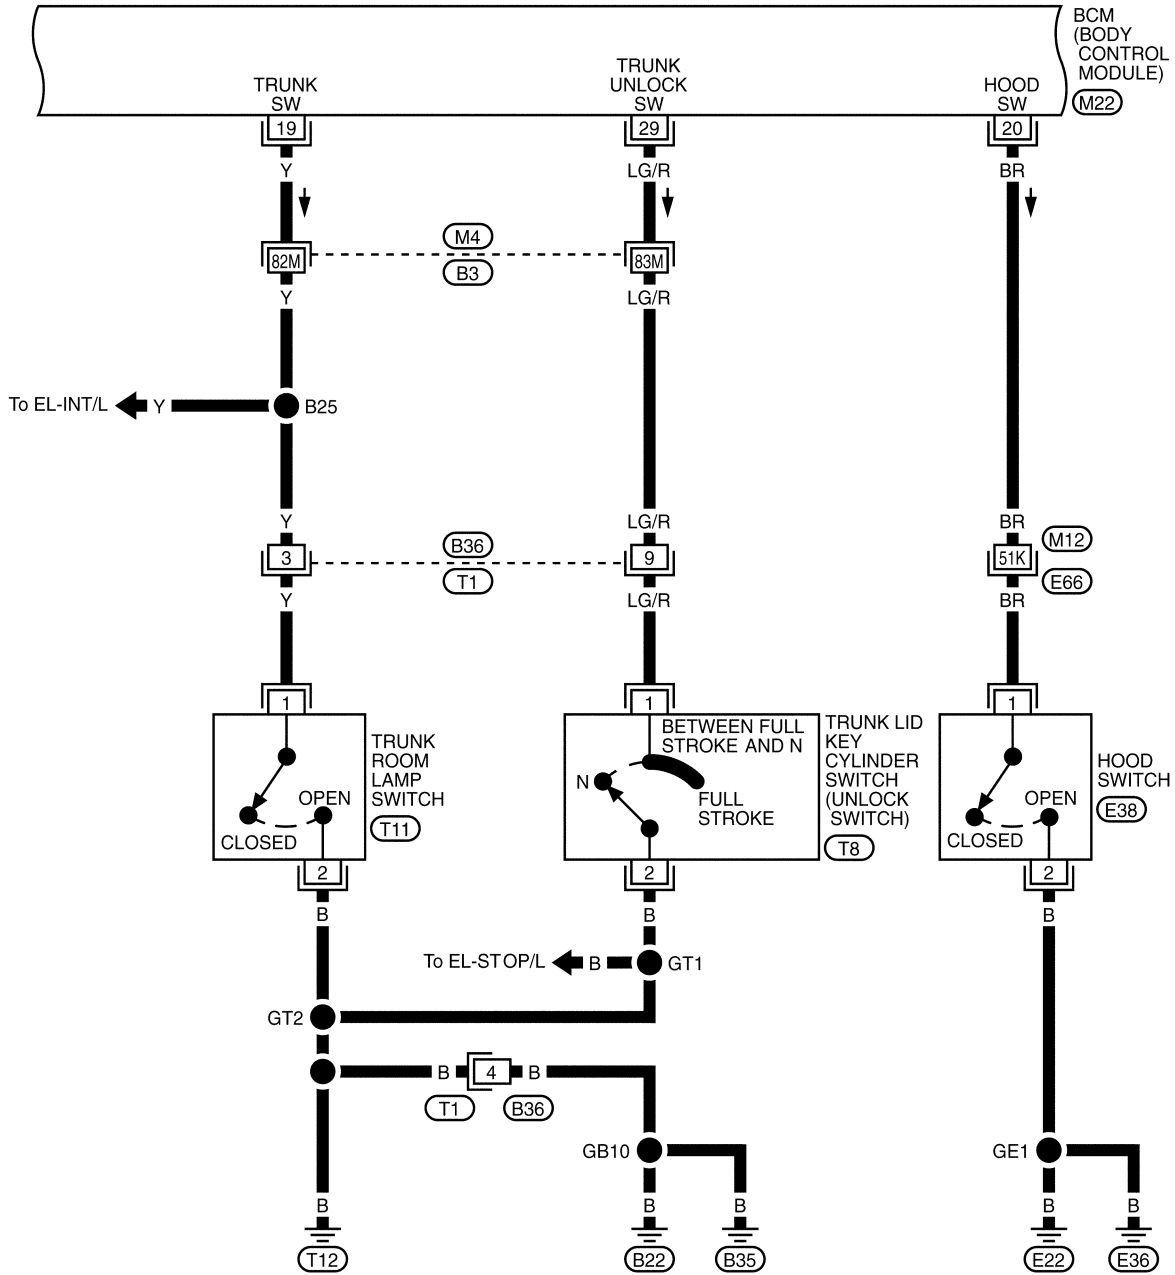 BCM
(BODY
CONTROL
MODULE)
M22
TRUNK
SW
TRUNK
UNLOCK
SW
HOOD
SW
19
29
20
Y
LG/R
BR
M4
82M
83M
B3
Y
LG/R
To EL-INT/L
Y
B25
Y
LG/R
BR
3
B36
9
51K
M12
T1
E66
Y
LG/R
BR
1
1
1
TRUNK
ROOM
LAMP
SWITCH
T11
OPEN
CLOSED
BETWEEN FULL
STROKE AND N
N
FULL
STROKE
TRUNK LID
KEY
CYLINDER
SWITCH
(UNLOCK
SWITCH)
T8
HOOD
SWITCH
E38
OPEN
CLOSED
2
2
2
B
B
B
To EL-STOP/L
B
GT1
GT2
B
4
B
T1
B36
GB10
GE1
B
B
B
B
B
T12
B22
B35
E22
E36